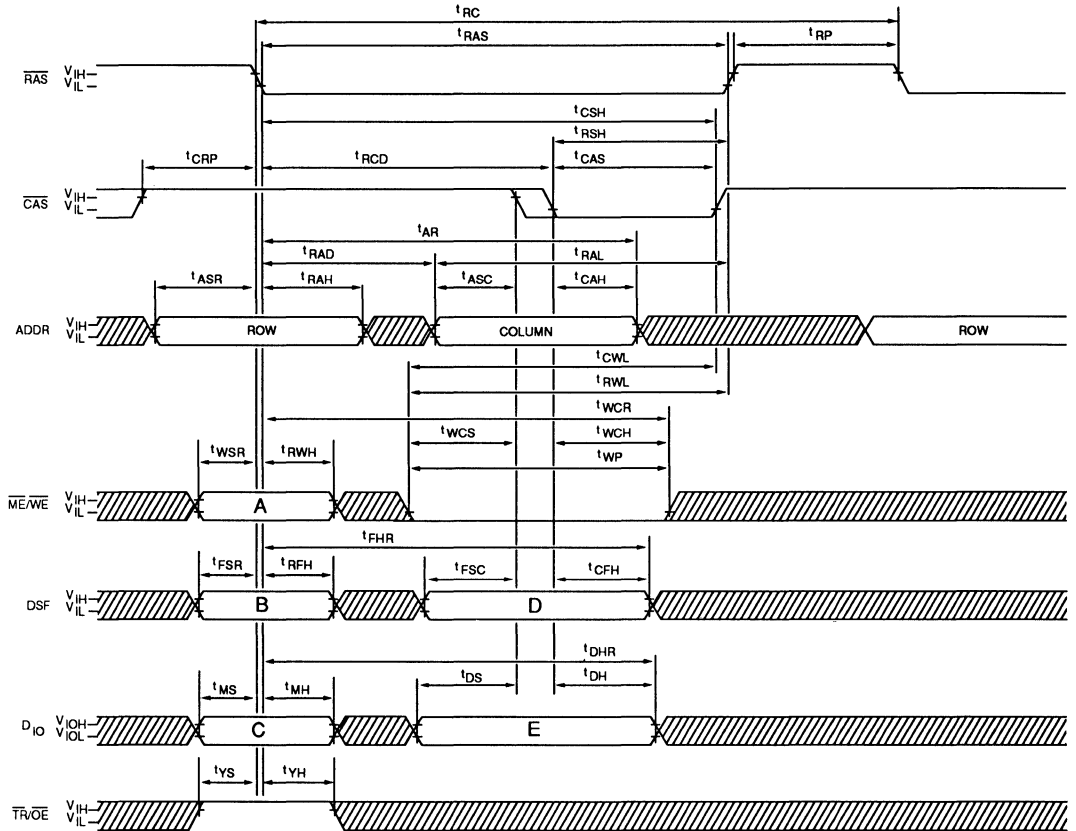 tRC
tRAS
tRP
RAS VIH VIL
tCSH
tRSH
tCRP
tRCD
tCAS
CAS VIH VIL
tAR
tRAD
tRAL
tASR
tRAH
tASC
tCAH
ADDR VIH VIL ROW COLUMN ROW
tCWL
tRWL
tWCR
tWCS
tWCH
tWSR
tRWH
tWP
ME/WE VIH VIL A
tFHR
tFSR
tRFH
tFSC
tCFH
DSF VIH VIL B D
tDHR
tMS
tMH
tDS
tDH
DIO VIOH VIOL C E
tYS
tYH
TR/OE VIH VIL